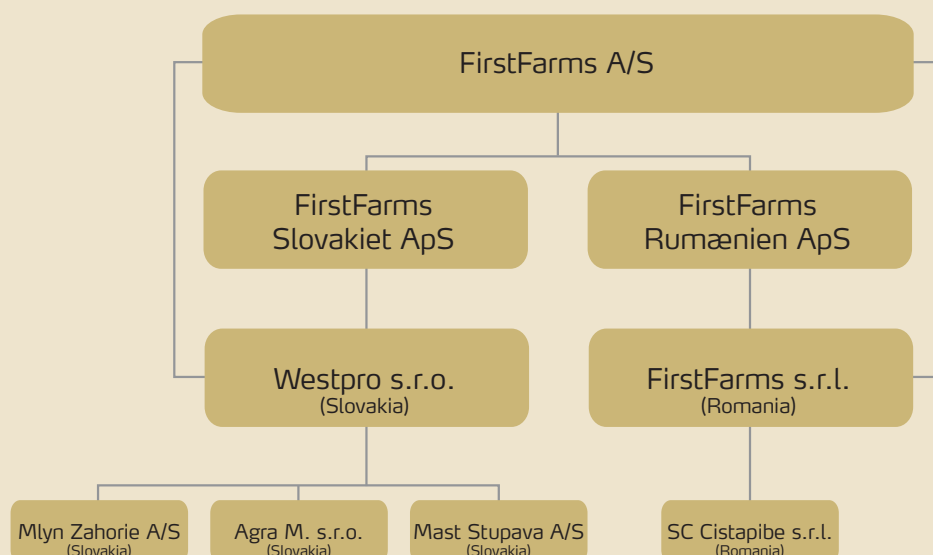 FirstFarms A/S
FirstFarms
Slovakiet ApS
FirstFarms
Rumænien ApS
Westpro s.r.o.
(Slovakia)
FirstFarms s.r.l.
(Romania)
Mlyn Zahorie A/S
(Slovakia)
Agra M. s.r.o.
(Slovakia)
Mast Stupava A/S
(Slovakia)
SC Cistapibe s.r.l.
(Romania)